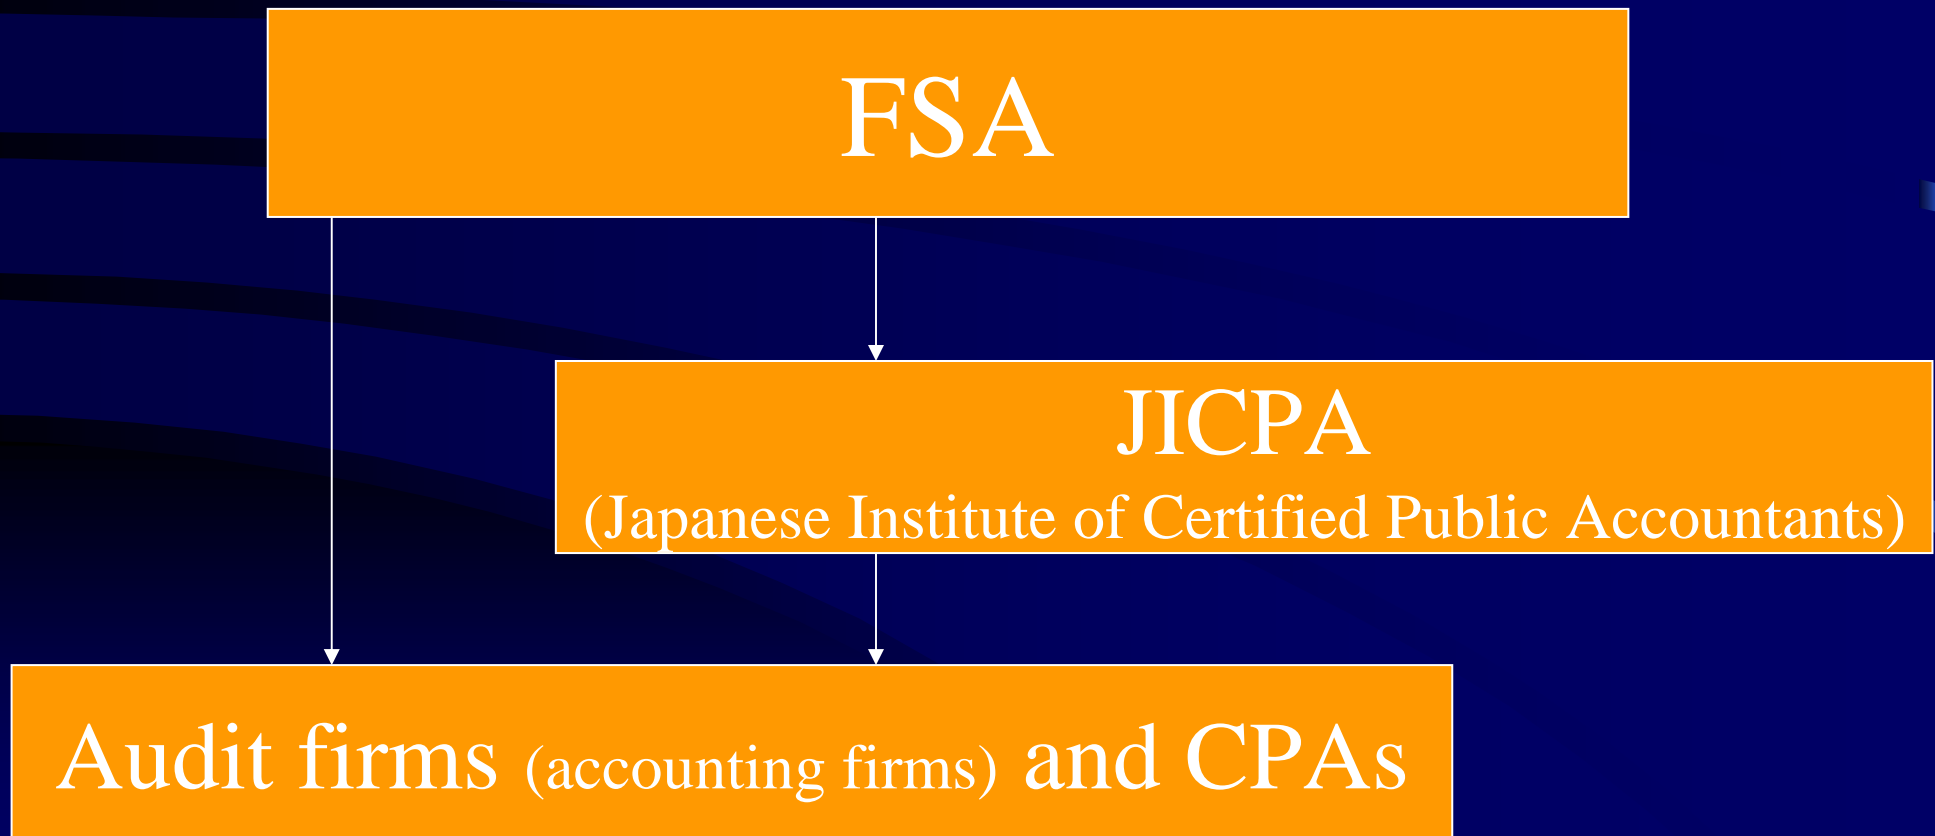 FSA
JICPA
(Japanese Institute of Certified Public Accountants)
Audit firms (accounting firms) and CPAs